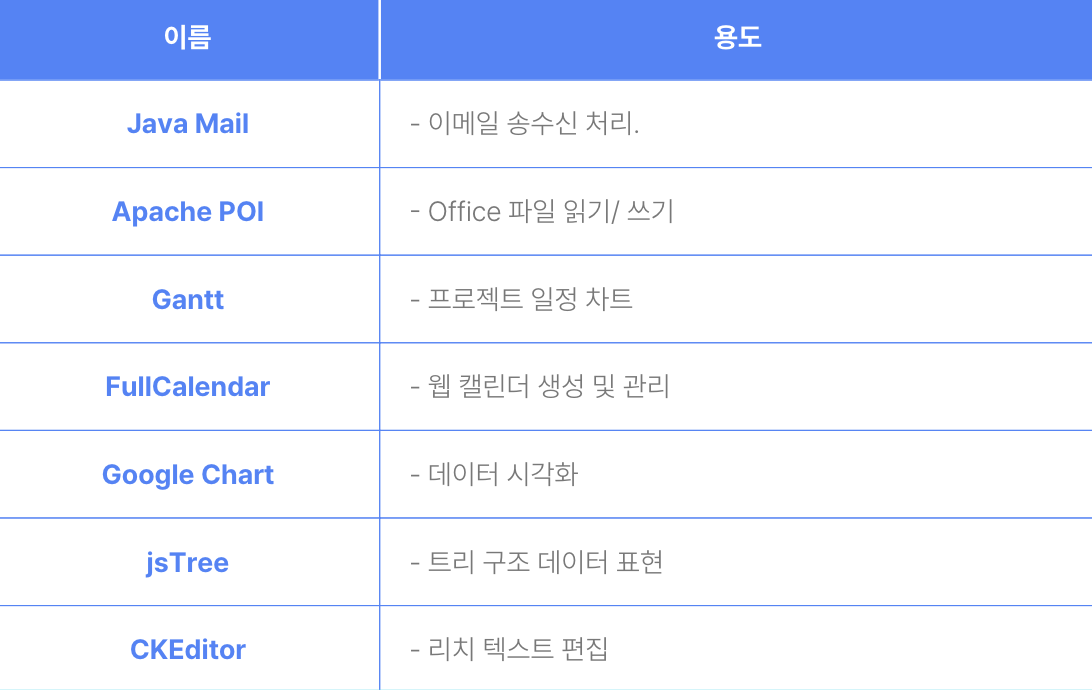 이름 용도
Java Mail - 이메일 송수신 처리.
Apache POI - Office 파일 읽기/ 쓰기
Gantt - 프로젝트 일정 차트
FullCalendar - 웹 캘린더 생성 및 관리
Google Chart - 데이터 시각화
jsTree - 트리 구조 데이터 표현
CKEditor - 리치 텍스트 편집